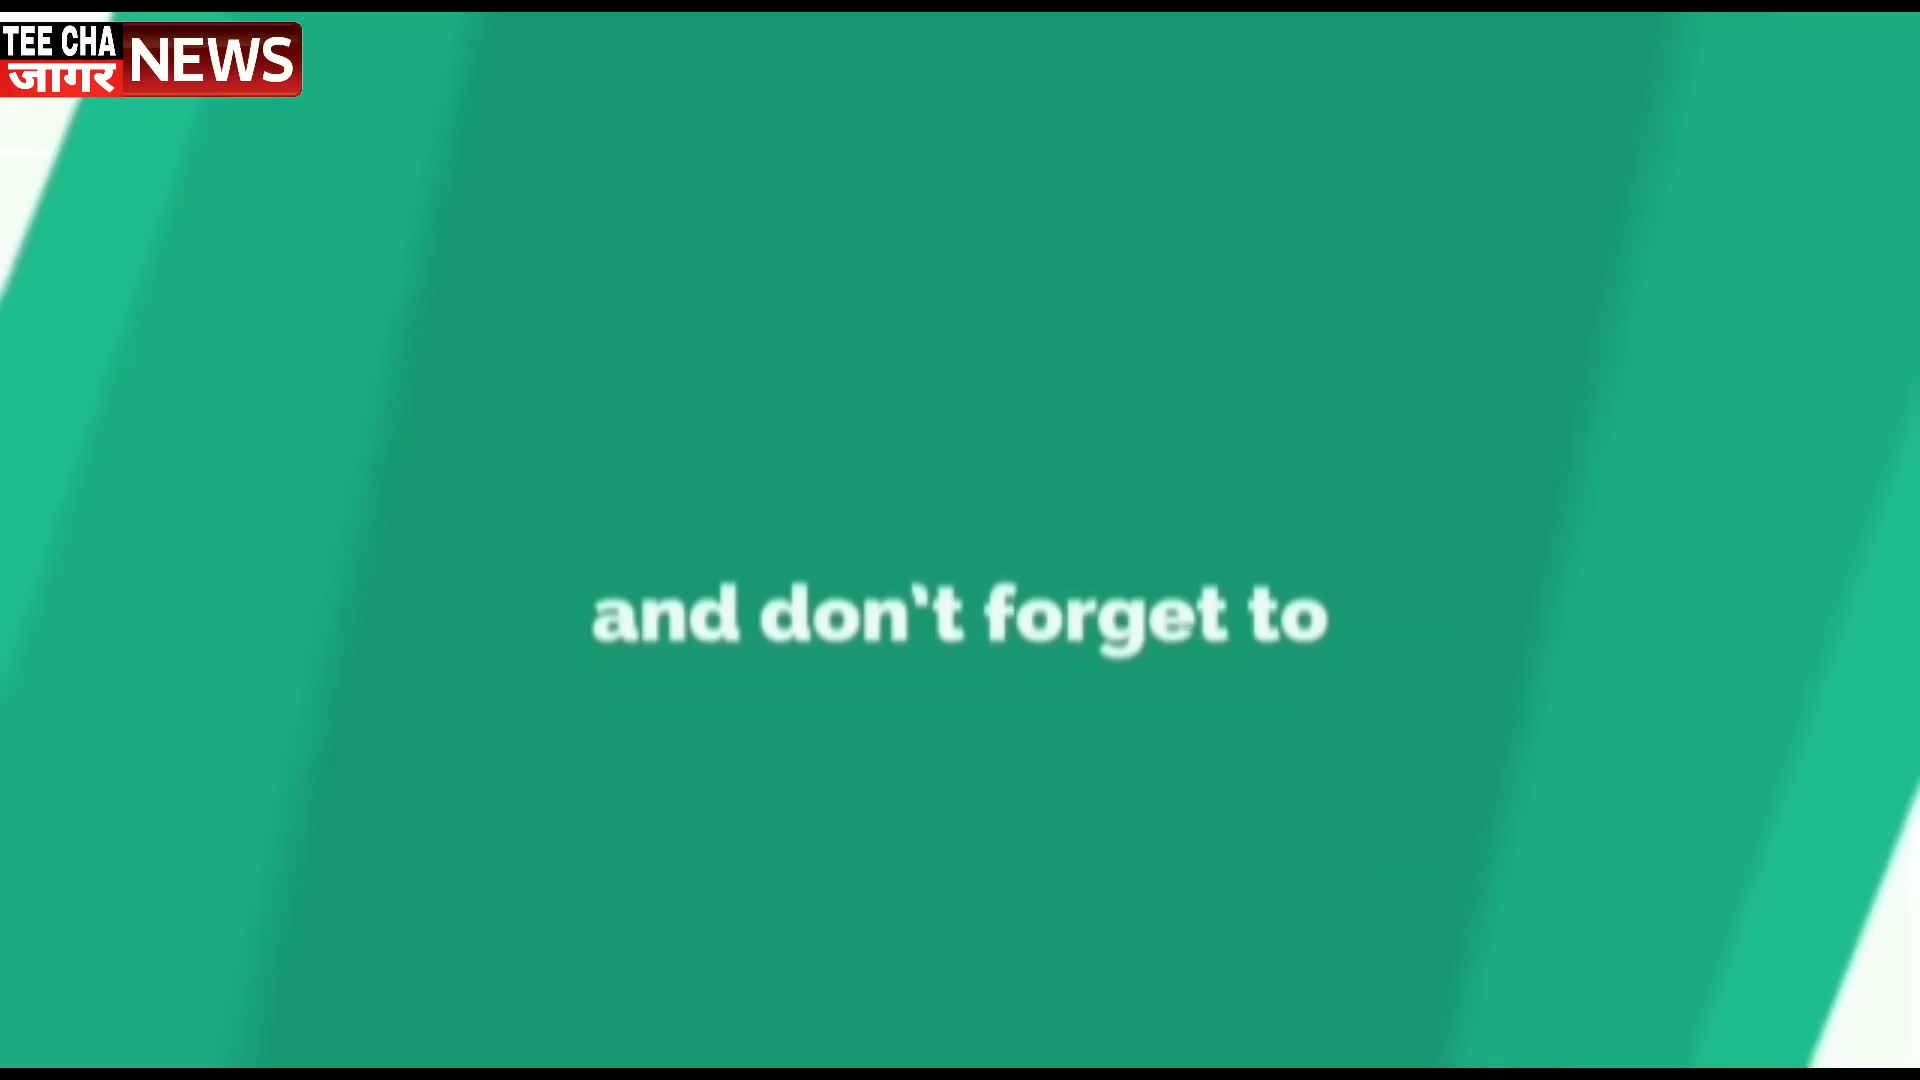 TEE CHA
जागर
NEWS
and don't forget to